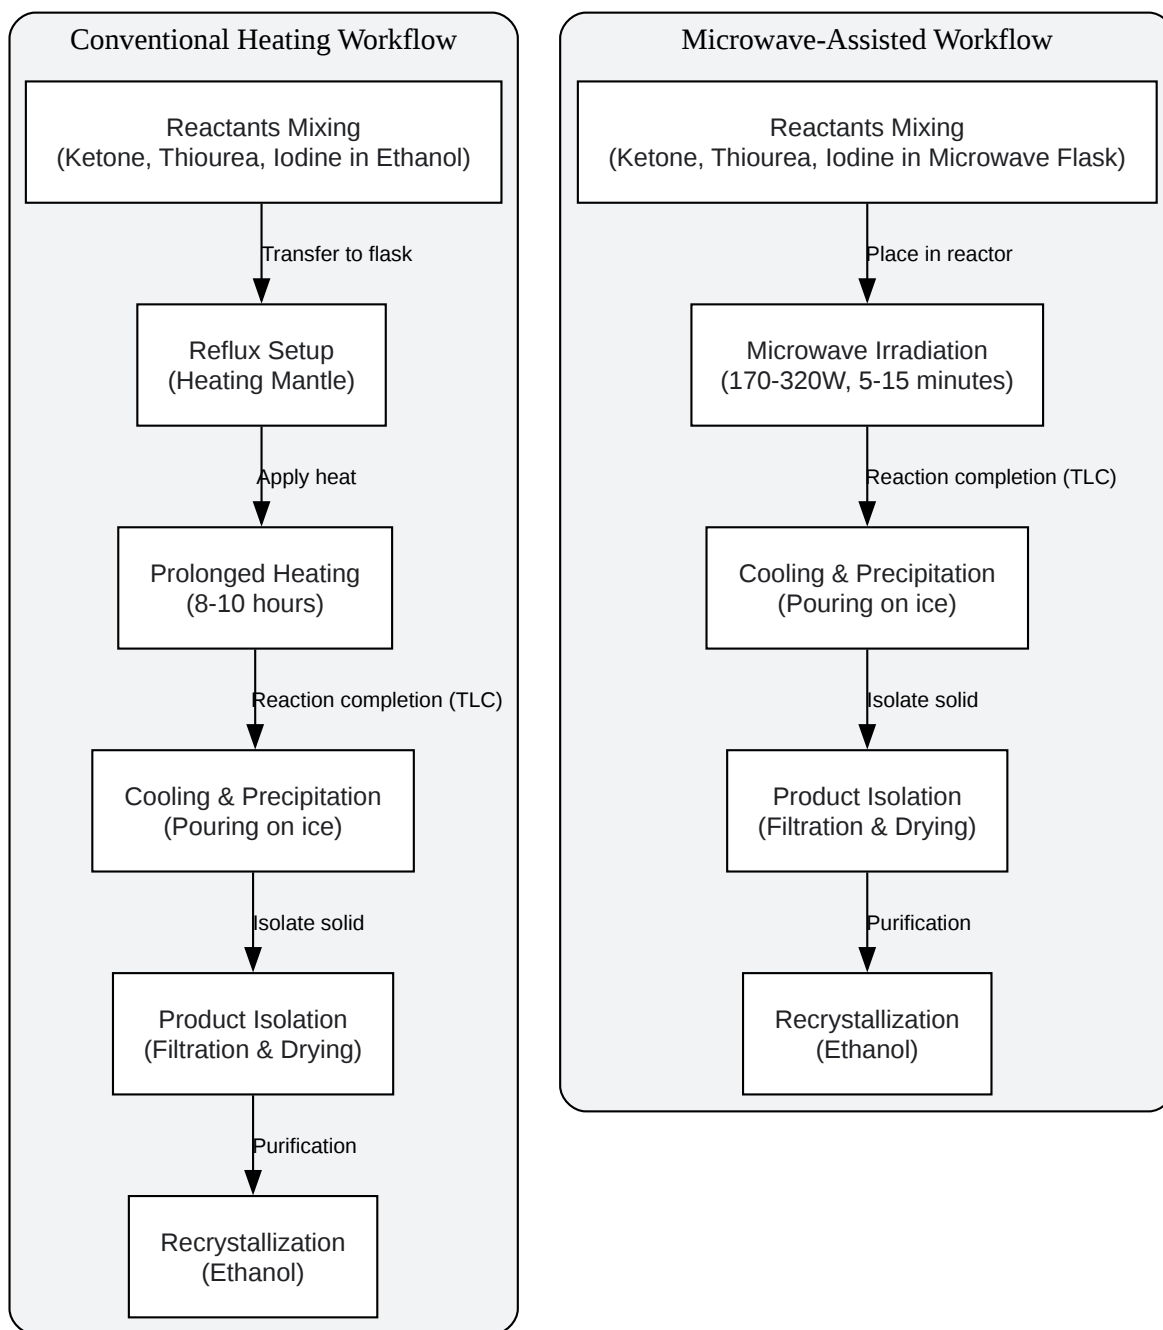 Conventional Heating Workflow
Reactants Mixing
(Ketone, Thiourea, Iodine in Ethanol)
Transfer to flask
Reflux Setup
(Heating Mantle)
Apply heat
Prolonged Heating
(8-10 hours)
Reaction completion (TLC)
Cooling & Precipitation
(Pouring on ice)
Isolate solid
Product Isolation
(Filtration & Drying)
Purification
Recrystallization
(Ethanol)
Microwave-Assisted Workflow
Reactants Mixing
(Ketone, Thiourea, Iodine in Microwave Flask)
Place in reactor
Microwave Irradiation
(170-320W, 5-15 minutes)
Reaction completion (TLC)
Cooling & Precipitation
(Pouring on ice)
Isolate solid
Product Isolation
(Filtration & Drying)
Purification
Recrystallization
(Ethanol)